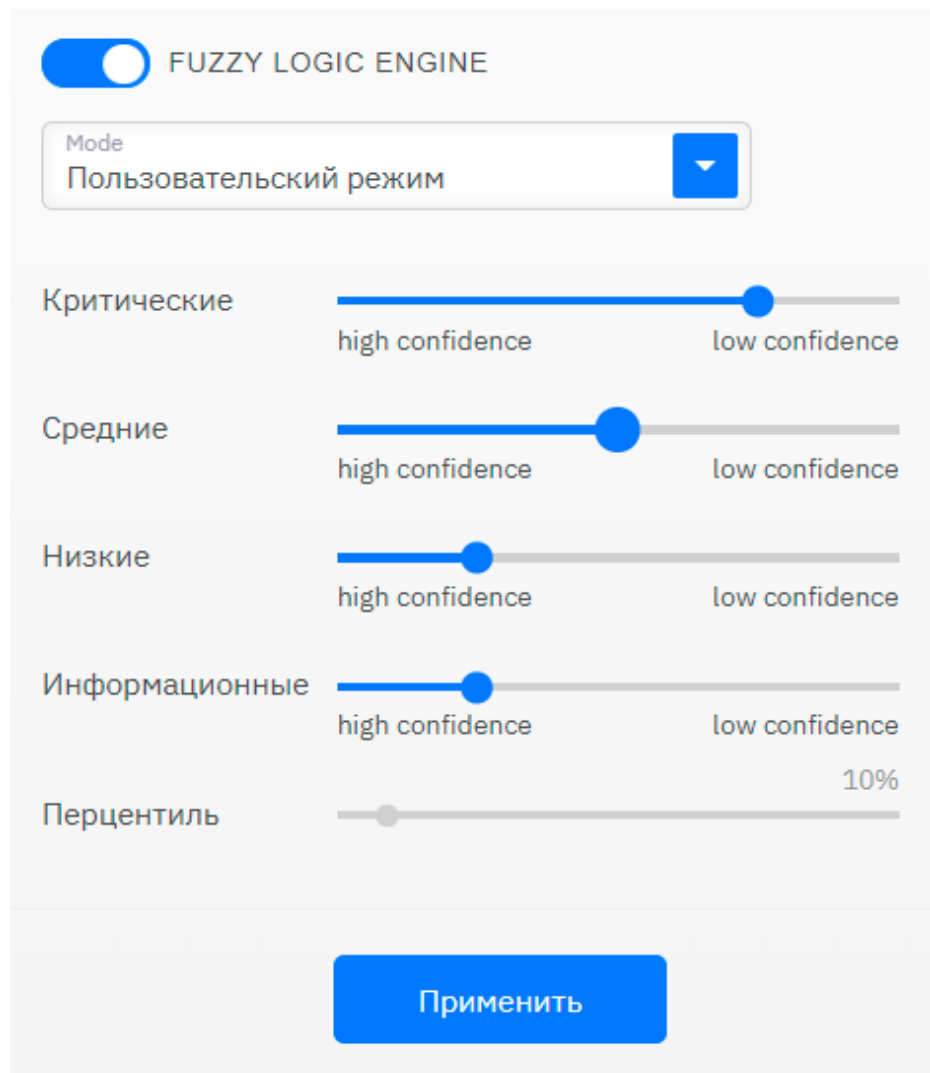 FUZZY LOGIC ENGINE
Mode
Пользовательский режим
Критические
high confidence low confidence
Средние
high confidence low confidence
Низкие
high confidence low confidence
Информационные
high confidence low confidence
10%
Перцентиль
Применить